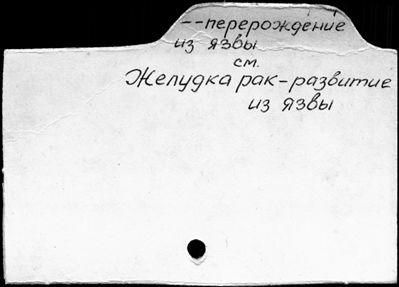 --перерождение
из язвы
см.
Желудка рак-развитие
из язвы